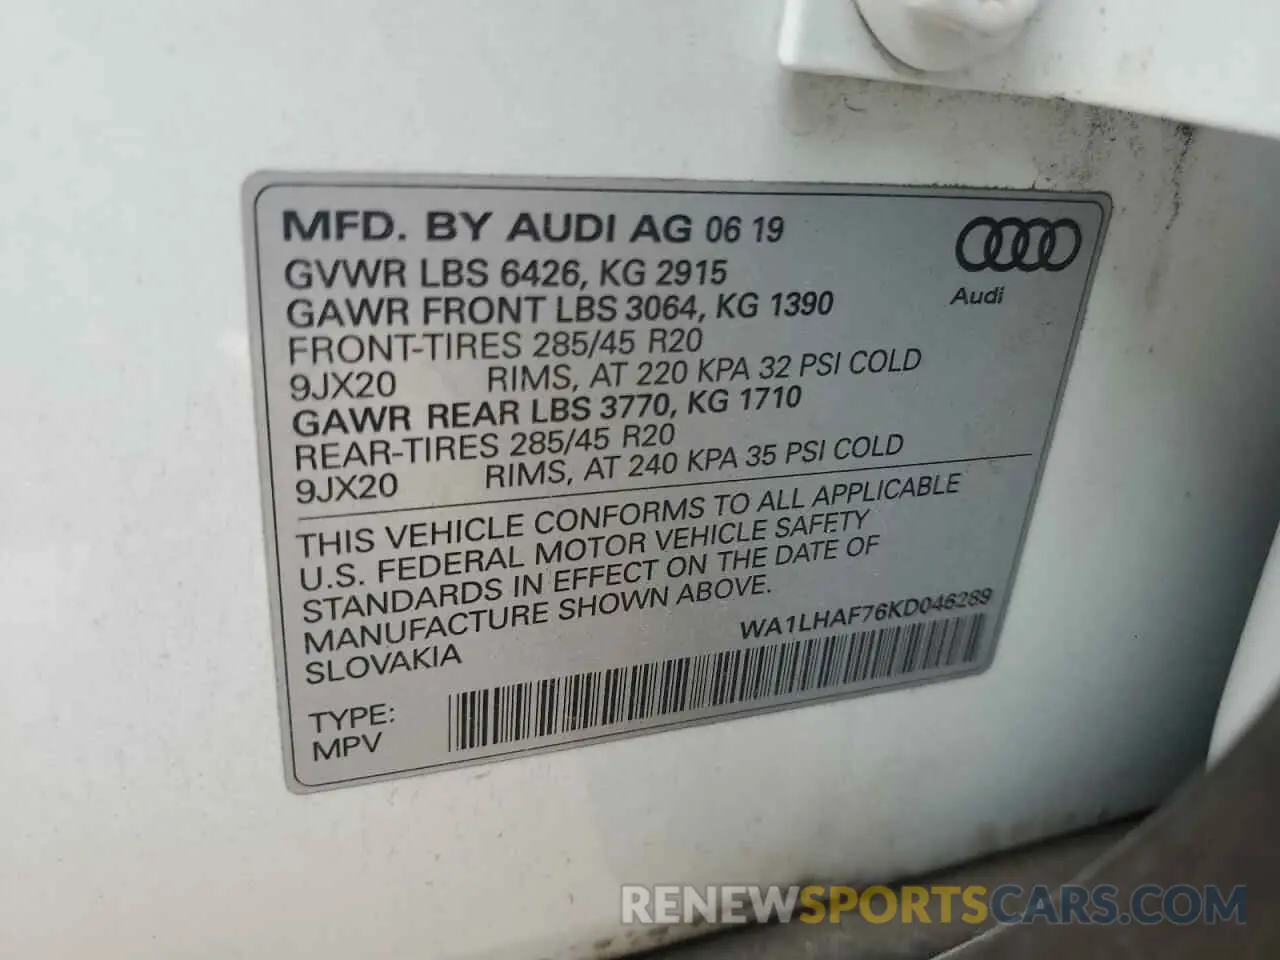 MFD. BY AUDI AG 06 19
GVWR LBS 6426, KG 2915
GAWR FRONT LBS 3064, KG 1390
FRONT-TIRES 285/45 R20
9JX20 RIMS, AT 220 KPA 32 PSI COLD
GAWR REAR LBS 3770, KG 1710
REAR-TIRES 285/45 R20
9JX20 RIMS, AT 240 KPA 35 PSI COLD
Audi
THIS VEHICLE CONFORMS TO ALL APPLICABLE
U.S. FEDERAL MOTOR VEHICLE SAFETY
STANDARDS IN EFFECT ON THE DATE OF
MANUFACTURE SHOWN ABOVE.
SLOVAKIA
WA1LHAF76KD046289
TYPE:
MPV
RENEWSPORTSCARS.COM